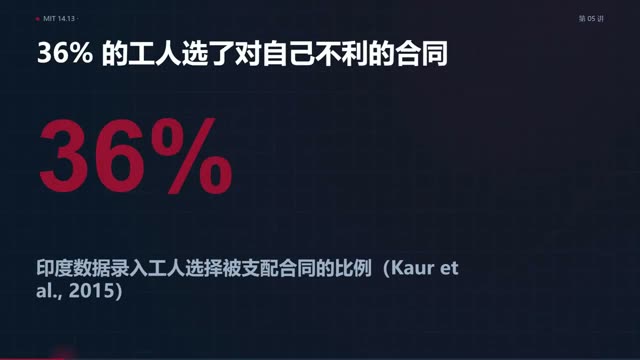 MIT 14.13 ·
第 05 讲
36% 的工人选了对自己不利的合同
36%
印度数据录入工人选择被支配合同的比例（Kaur et
al., 2015）